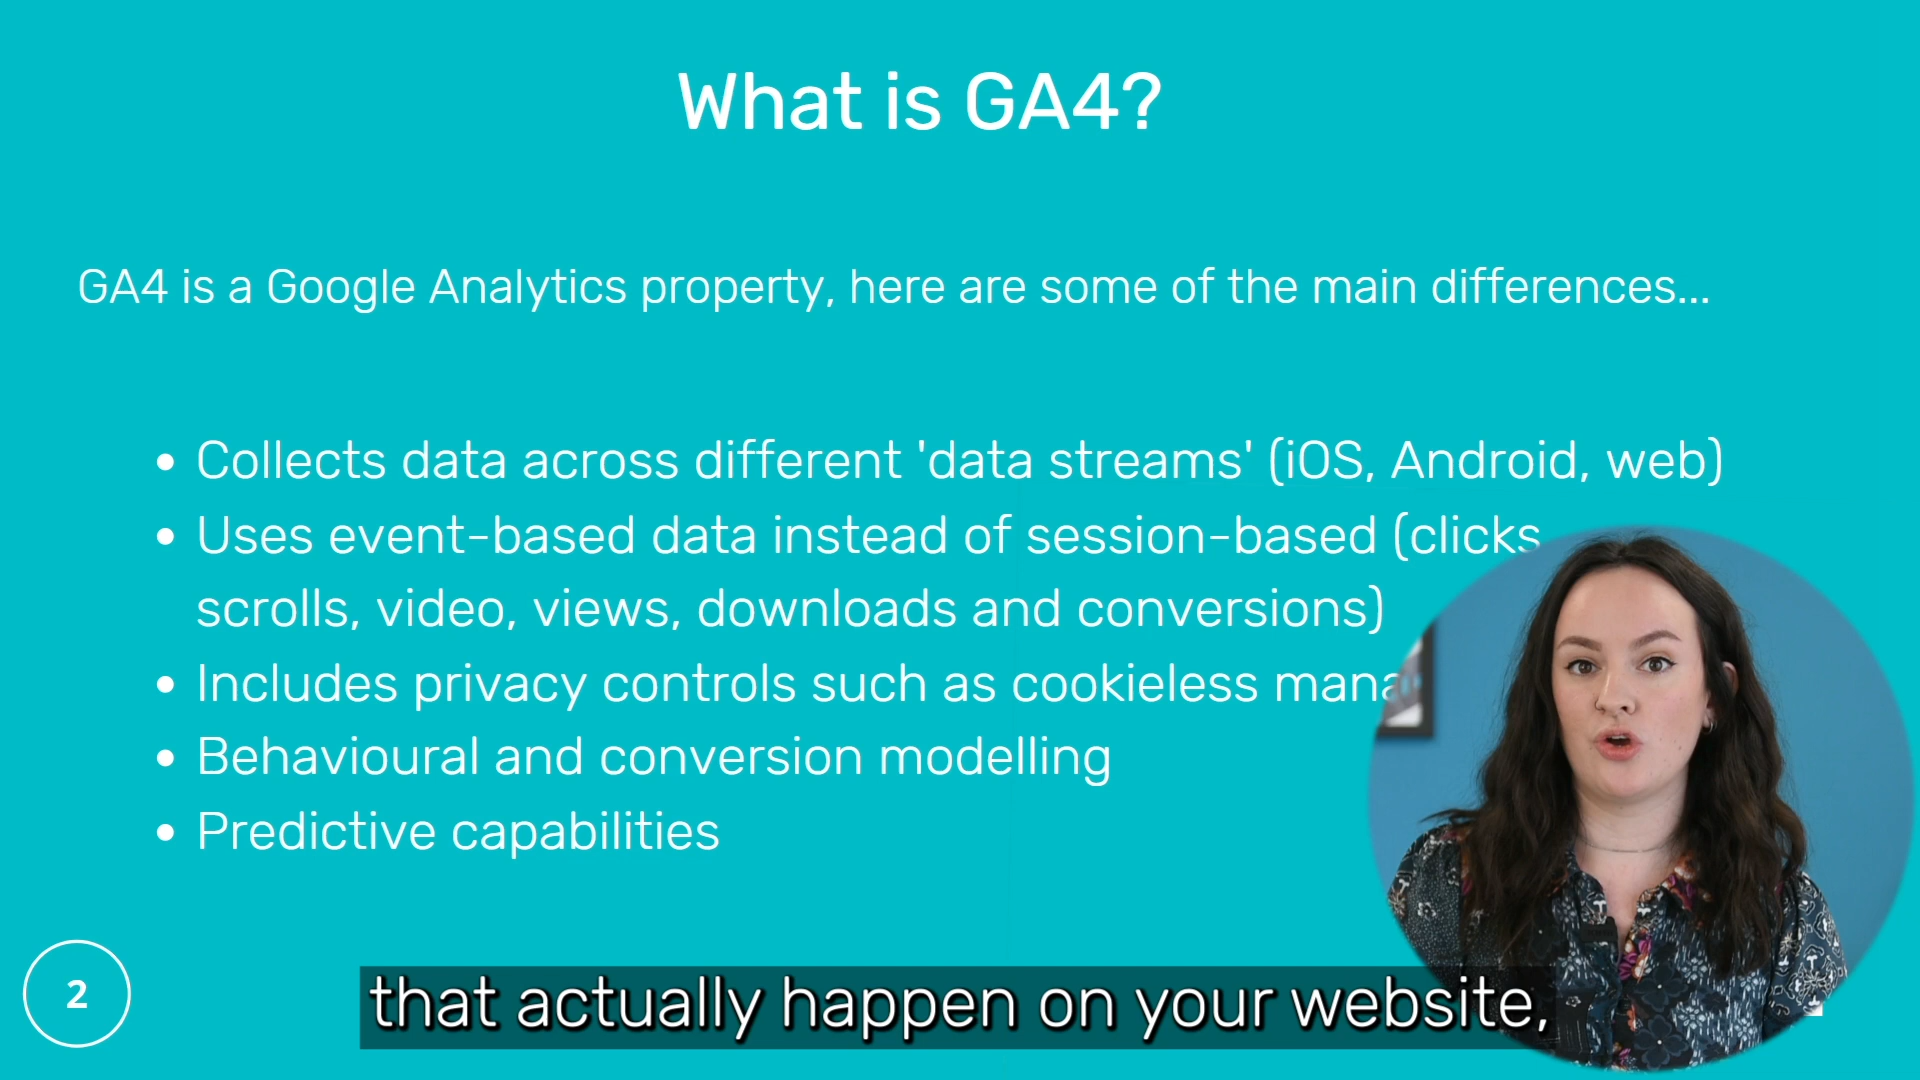 What is GA4?
GA4 is a Google Analytics property, here are some of the main differences...
• Collects data across different 'data streams' (iOS, Android, web)
• Uses event-based data instead of session-based (clicks
scrolls, video, views, downloads and conversions)
• Includes privacy controls such as cookieless
• Behavioural and conversion modelling
• Predictive capabilities
2
that actually happen on your website,